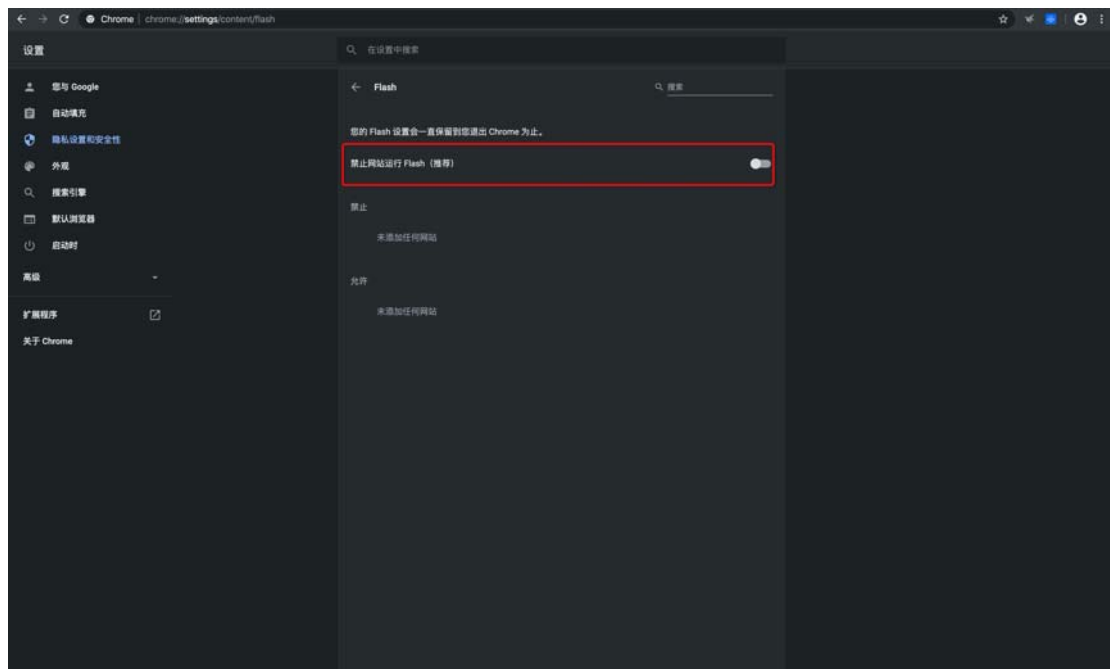 Chrome | chrome://settings/content/flash
设置
在设置中搜索
您与 Google
自动填充
隐私设置和安全性
外观
搜索引擎
默认浏览器
启动时
高级
扩展程序
关于 Chrome
Flash
搜索
您的 Flash 设置会一直保留到您退出 Chrome 为止。
禁止网站运行 Flash（推荐）
禁止
未添加任何网站
允许
未添加任何网站